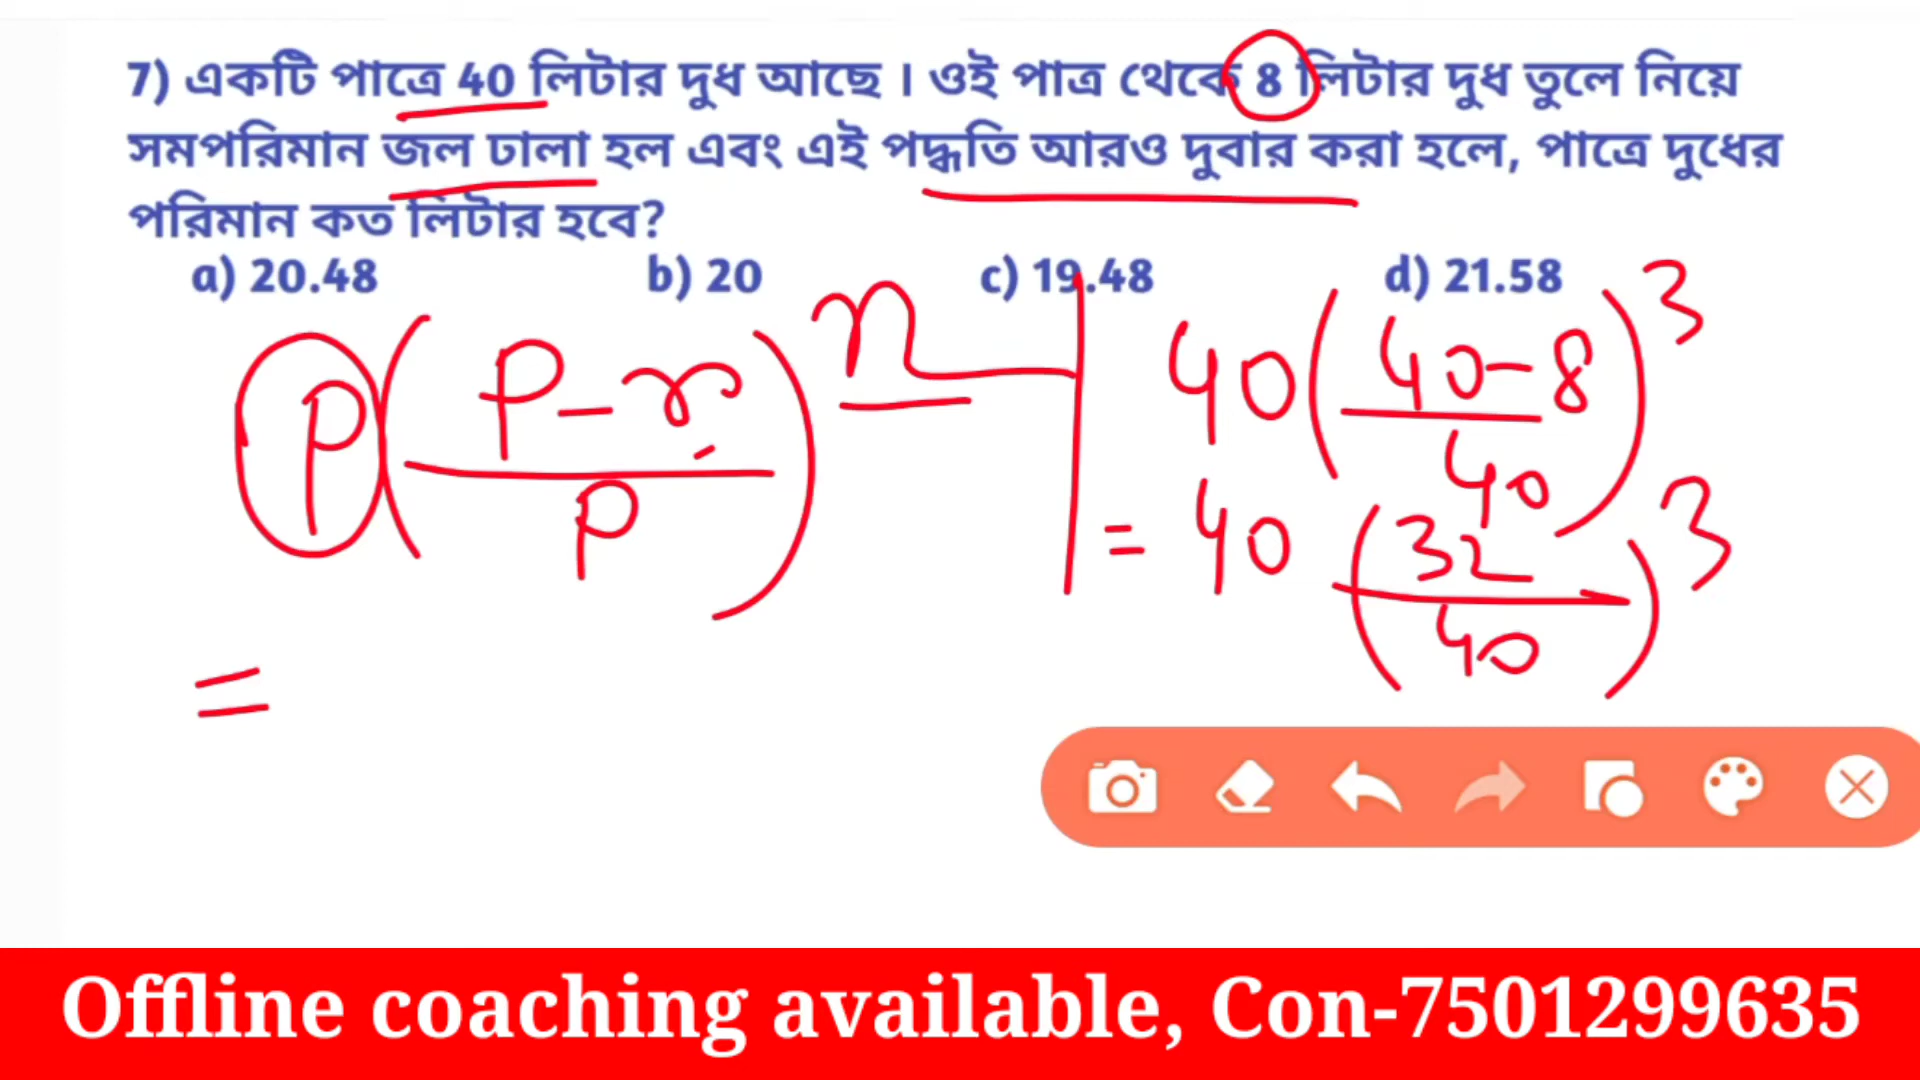 7) একটি পাত্রে 40 লিটার দুধ আছে । ওই পাত্র থেকে 8 লিটার দুধ তুলে নিয়ে
সমপরিমান জল ঢালা হল এবং এই পদ্ধতি আরও দুবার করা হলে, পাত্রে দুধের
পরিমান কত লিটার হবে?
a) 20.48 b) 20 c) 19.48 d) 21.58
P(P-r/P)^n
40(40-8/40)^3
= 40(32/40)^3
=
Offline coaching available, Con-7501299635